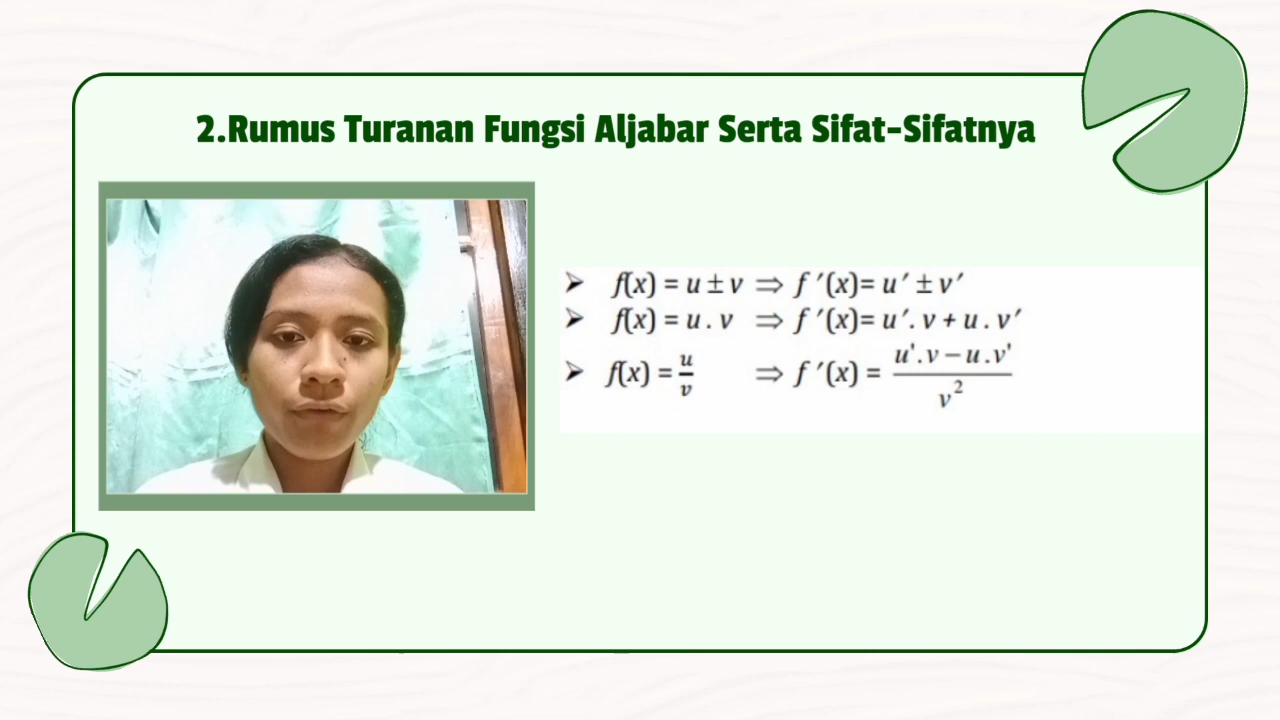 2.Rumus Turanan Fungsi Aljabar Serta Sifat-Sifatnya
➢ f(x) = u ± v ⇒ f ′(x)= u ′ ± v ′
➢ f(x) = u . v ⇒ f ′(x)= u ′. v + u . v ′
➢ f(x) = u/v ⇒ f ′(x) = u'.v − u.v' / v²